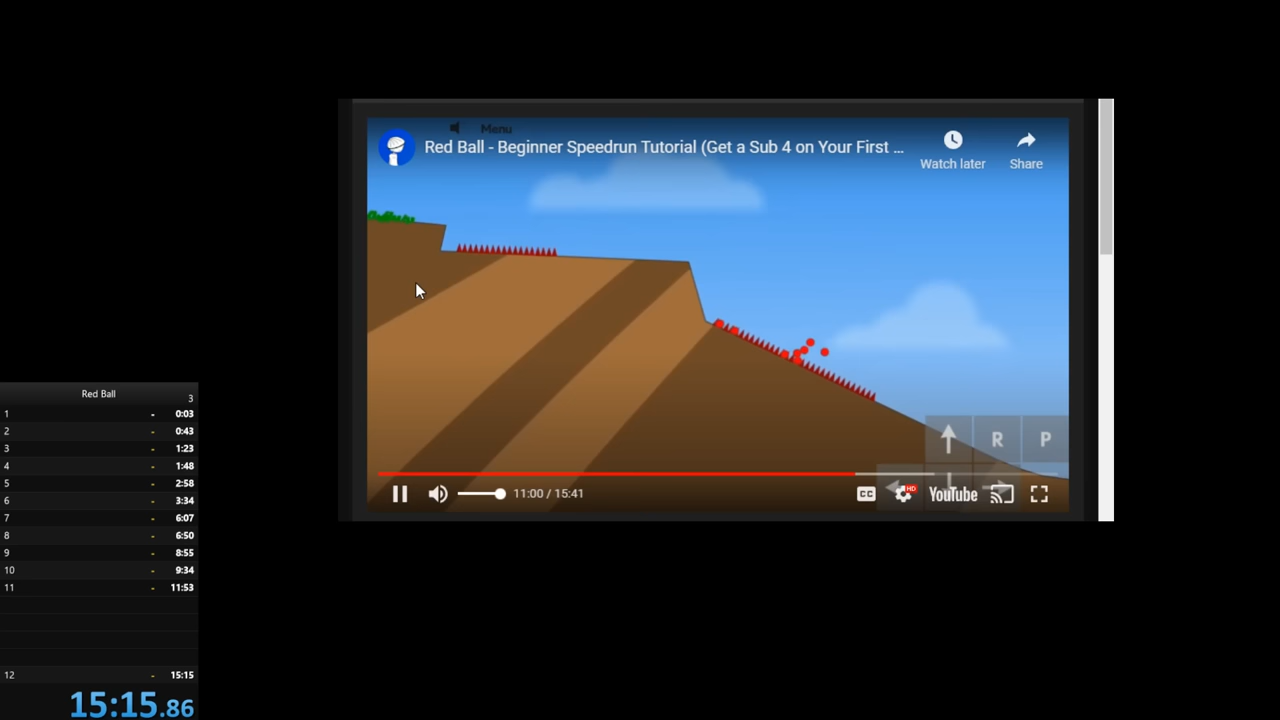 Menu
Red Ball - Beginner Speedrun Tutorial (Get a Sub 4 on Your First ...
Watch later
Share
R P
11:00 / 15:41
CC
HD
YouTube
Red Ball
3
1 - 0:03
2 - 0:43
3 - 1:23
4 - 1:48
5 - 2:58
6 - 3:34
7 - 6:07
8 - 6:50
9 - 8:55
10 - 9:34
11 - 11:53
12 - 15:15
15:15.86